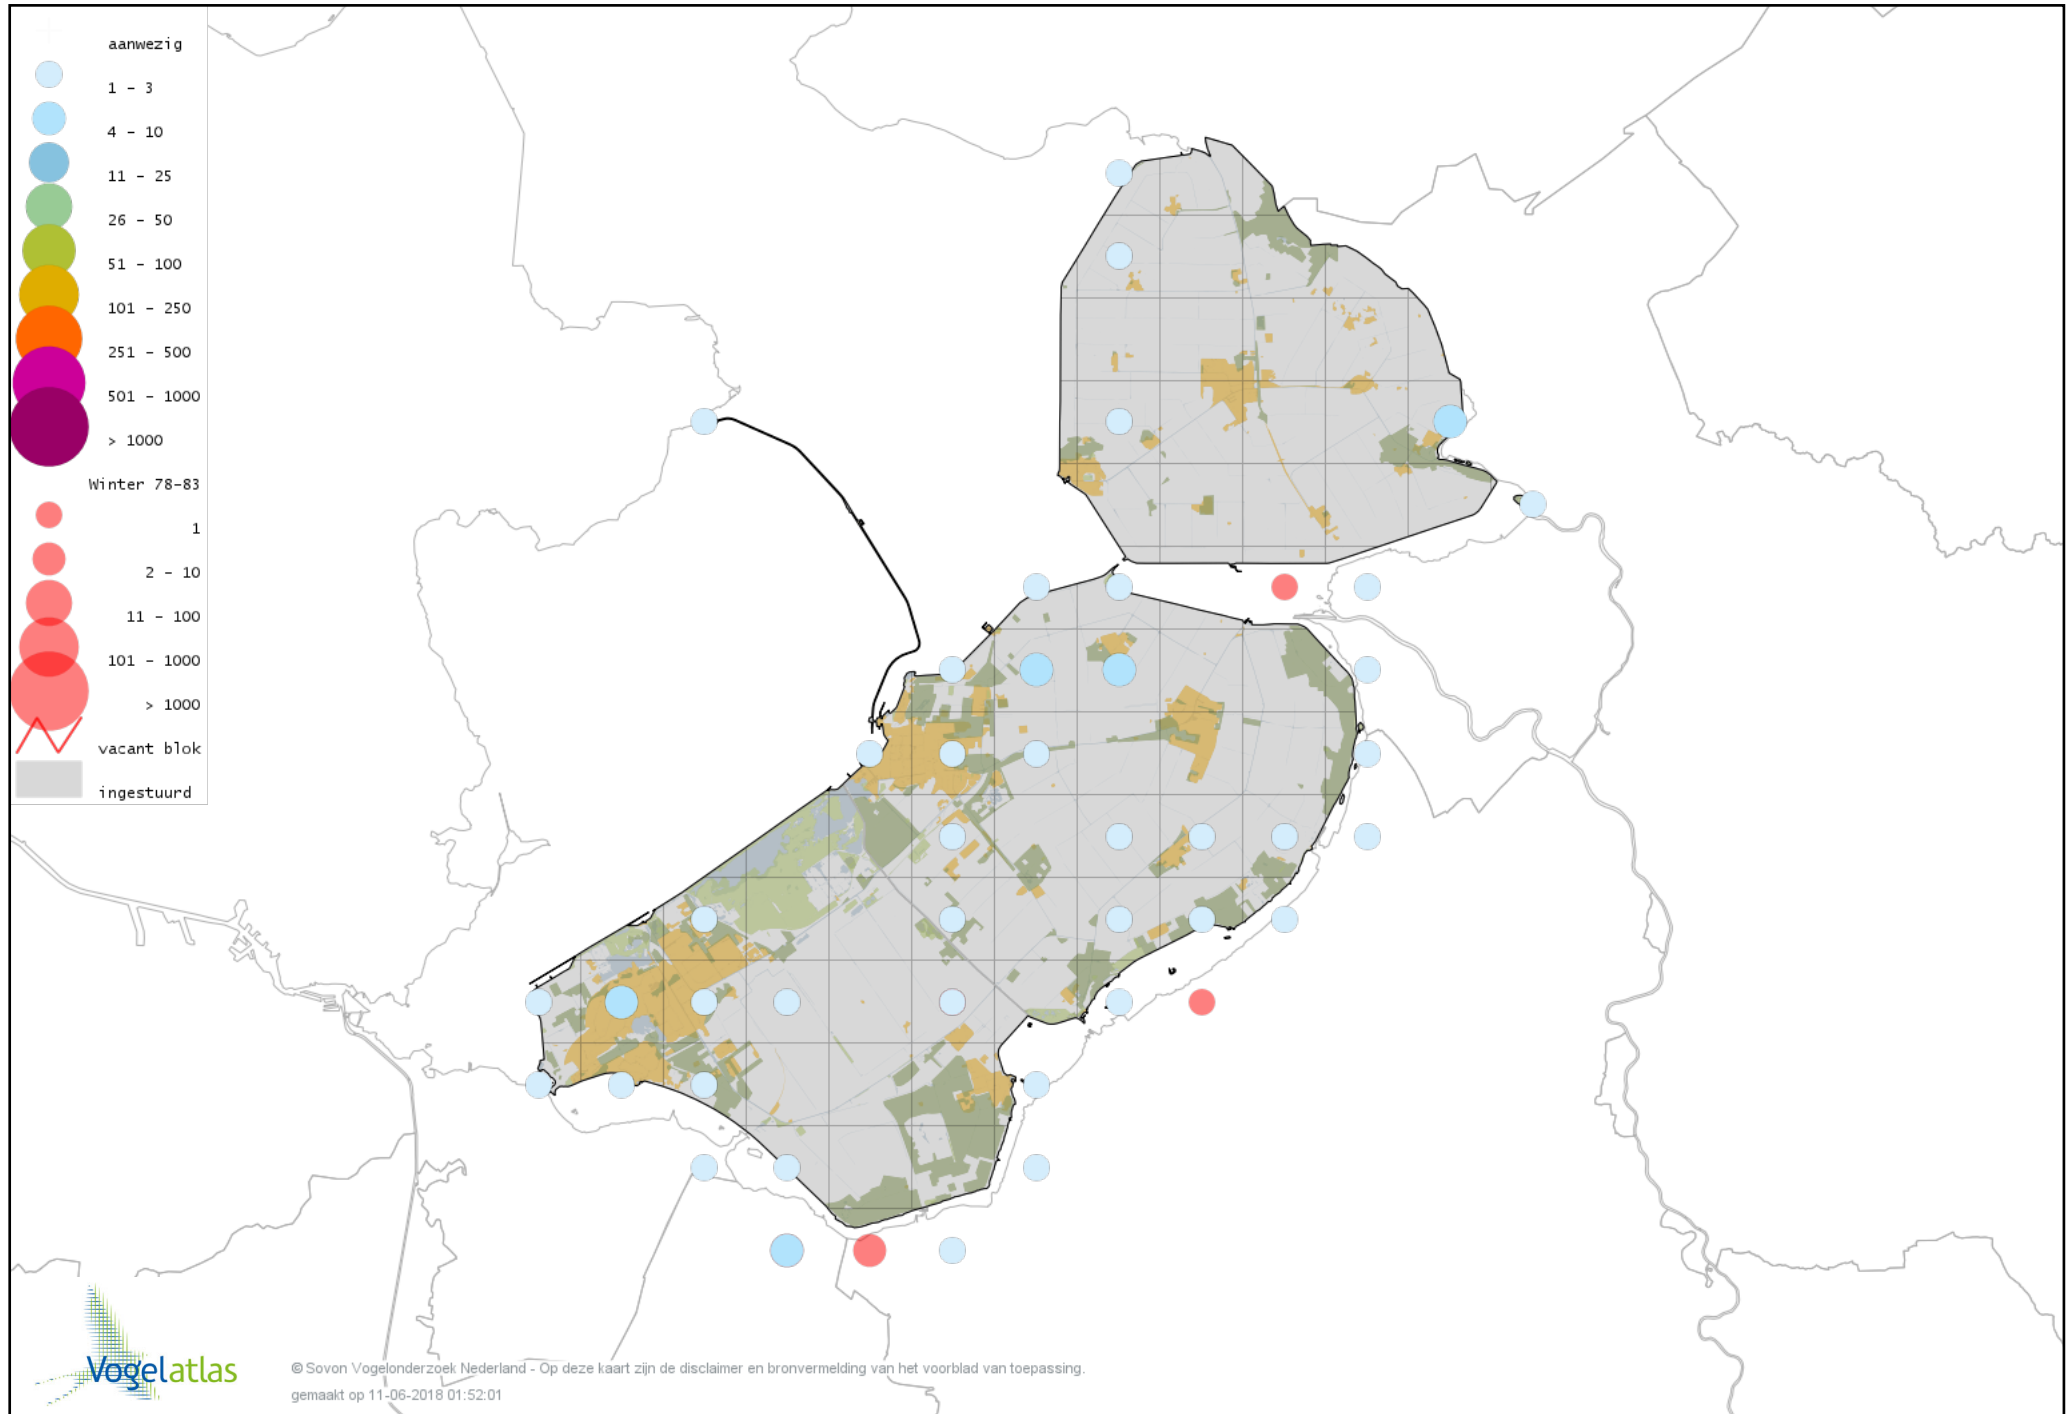 aanwezig
1 - 3
4 - 10
11 - 25
26 - 50
51 - 100
101 - 250
251 - 500
501 - 1000
> 1000
Winter 78-83
1
2 - 10
11 - 100
101 - 1000
> 1000
vacant blok
ingestuurd
Vogelatlas
© Sovon Vogelonderzoek Nederland - Op deze kaart zijn de disclaimer en bronvermelding van het voorblad van toepassing.
gemaakt op 11-06-2018 01:52:01